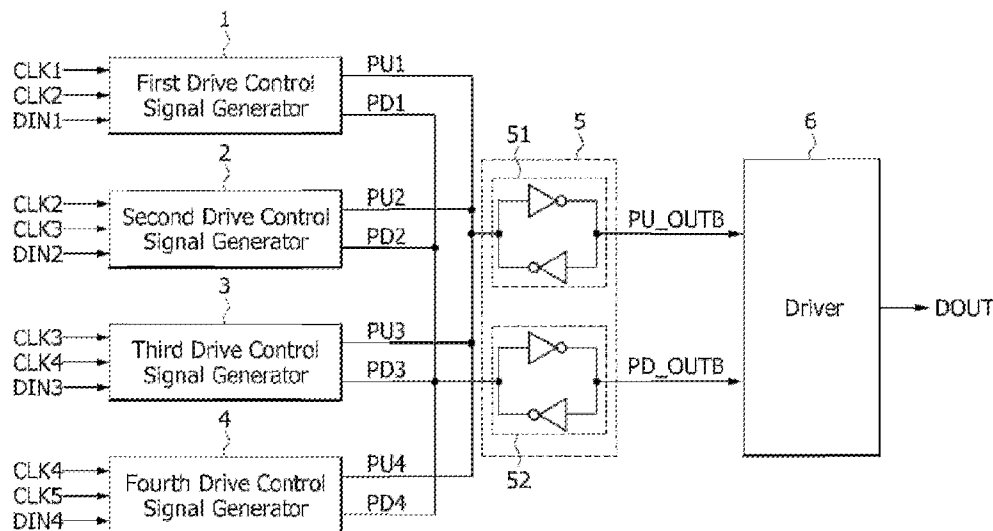 1
CLK1
CLK2
DIN1
First Drive Control
Signal Generator
PU1
PD1
2
CLK2
CLK3
DIN2
Second Drive Control
Signal Generator
PU2
PD2
3
CLK3
CLK4
DIN3
Third Drive Control
Signal Generator
PU3
PD3
4
CLK4
CLK5
DIN4
Fourth Drive Control
Signal Generator
PU4
PD4
51
5
52
PU_OUTB
PD_OUTB
6
Driver
DOUT